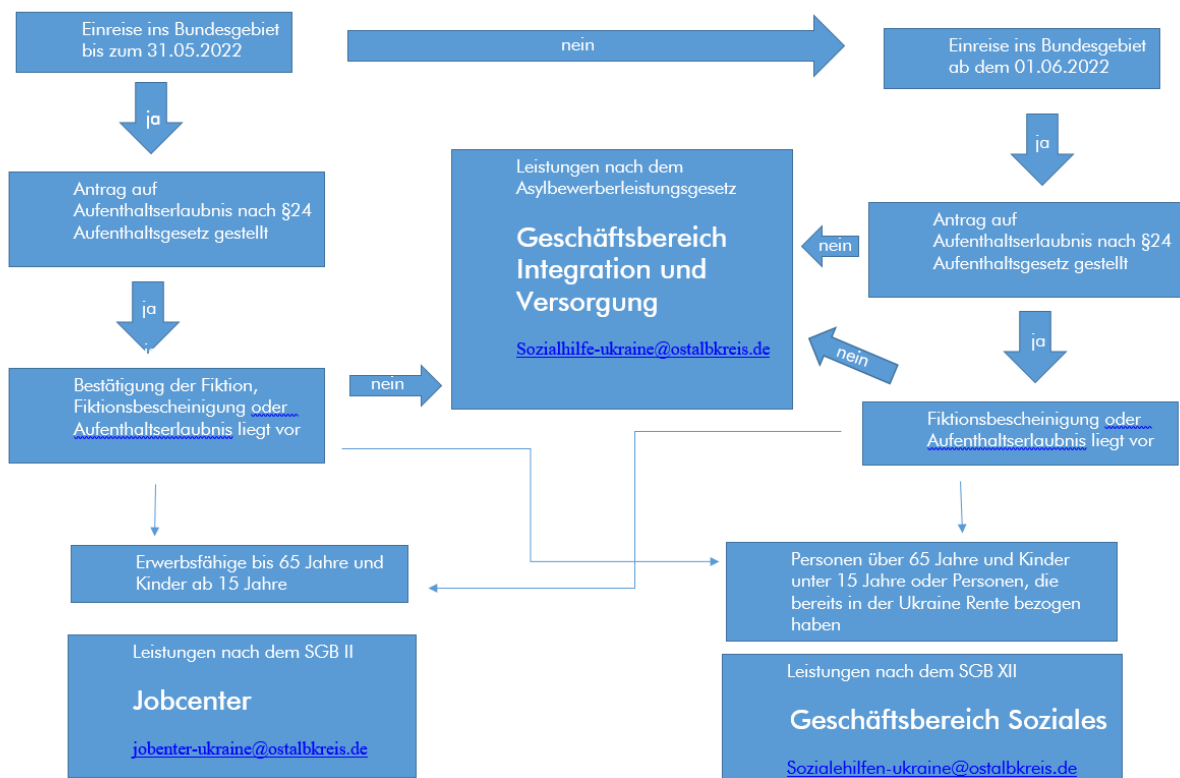 Einreise ins Bundesgebiet
bis zum 31.05.2022
nein
Einreise ins Bundesgebiet
ab dem 01.06.2022
ja
ja
Antrag auf
Aufenthaltserlaubnis nach §24
Aufenthaltsgesetz gestellt
Leistungen nach dem
Asylbewerberleistungsgesetz
Geschäftsbereich
Integration und
Versorgung
Sozialhilfe-ukraine@ostalbkreis.de
nein
Antrag auf
Aufenthaltserlaubnis nach §24
Aufenthaltsgesetz gestellt
ja
ja
nein
Bestätigung der Fiktion,
Fiktionsbescheinigung oder
Aufenthaltserlaubnis liegt vor
nein
Fiktionsbescheinigung oder
Aufenthaltserlaubnis liegt vor
Erwerbsfähige bis 65 Jahre und
Kinder ab 15 Jahre
Personen über 65 Jahre und Kinder
unter 15 Jahre oder Personen, die
bereits in der Ukraine Rente bezogen
haben
Leistungen nach dem SGB II
Jobcenter
jobenter-ukraine@ostalbkreis.de
Leistungen nach dem SGB XII
Geschäftsbereich Soziales
Sozialehilfen-ukraine@ostalbkreis.de